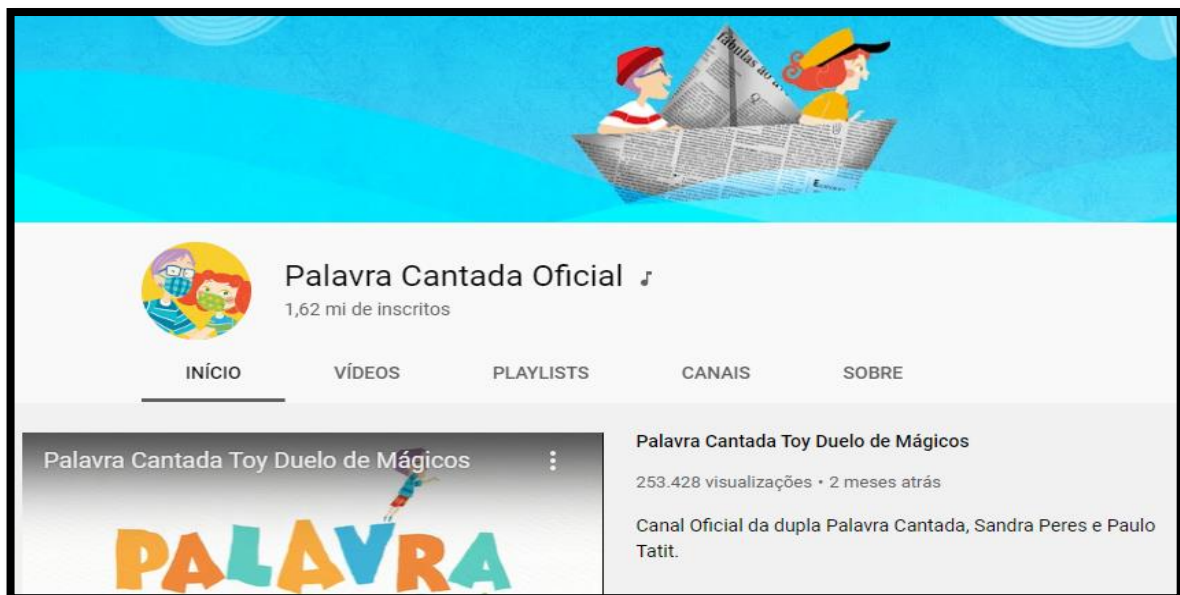 Fábulas ao
Palavra Cantada Oficial
1,62 mi de inscritos
INÍCIO VÍDEOS PLAYLISTS CANAIS SOBRE
Palavra Cantada Toy Duelo de Mágicos
PALAVRA
Palavra Cantada Toy Duelo de Mágicos
253.428 visualizações • 2 meses atrás
Canal Oficial da dupla Palavra Cantada, Sandra Peres e Paulo
Tatit.